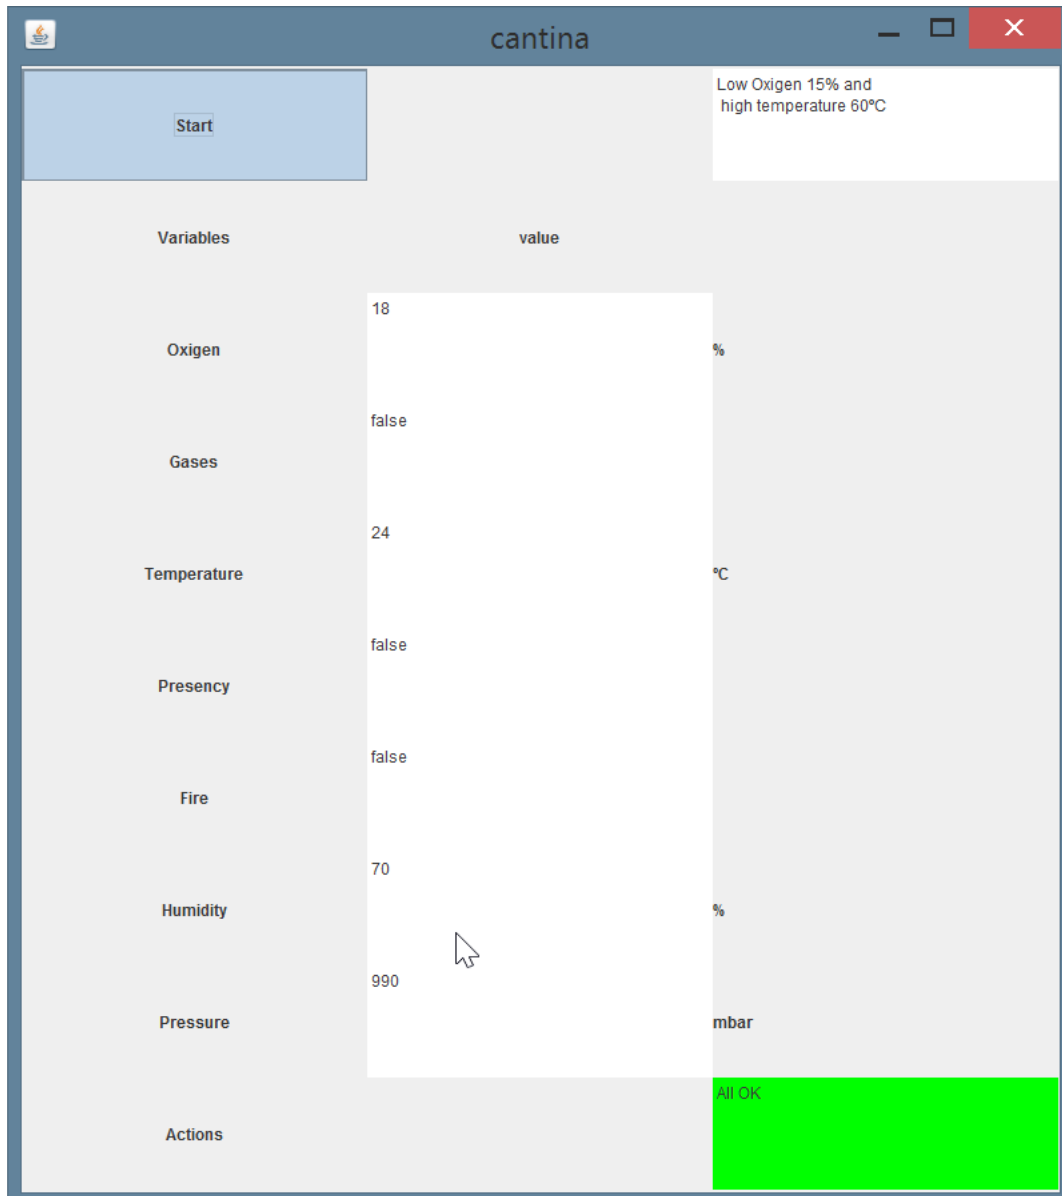 cantina
Start
Low Oxigen 15% and
high temperature 60ºC
Variables value
18
Oxigen %
false
Gases
24
Temperature ºC
false
Presency
false
Fire
70
Humidity %
990
Pressure mbar
All OK
Actions